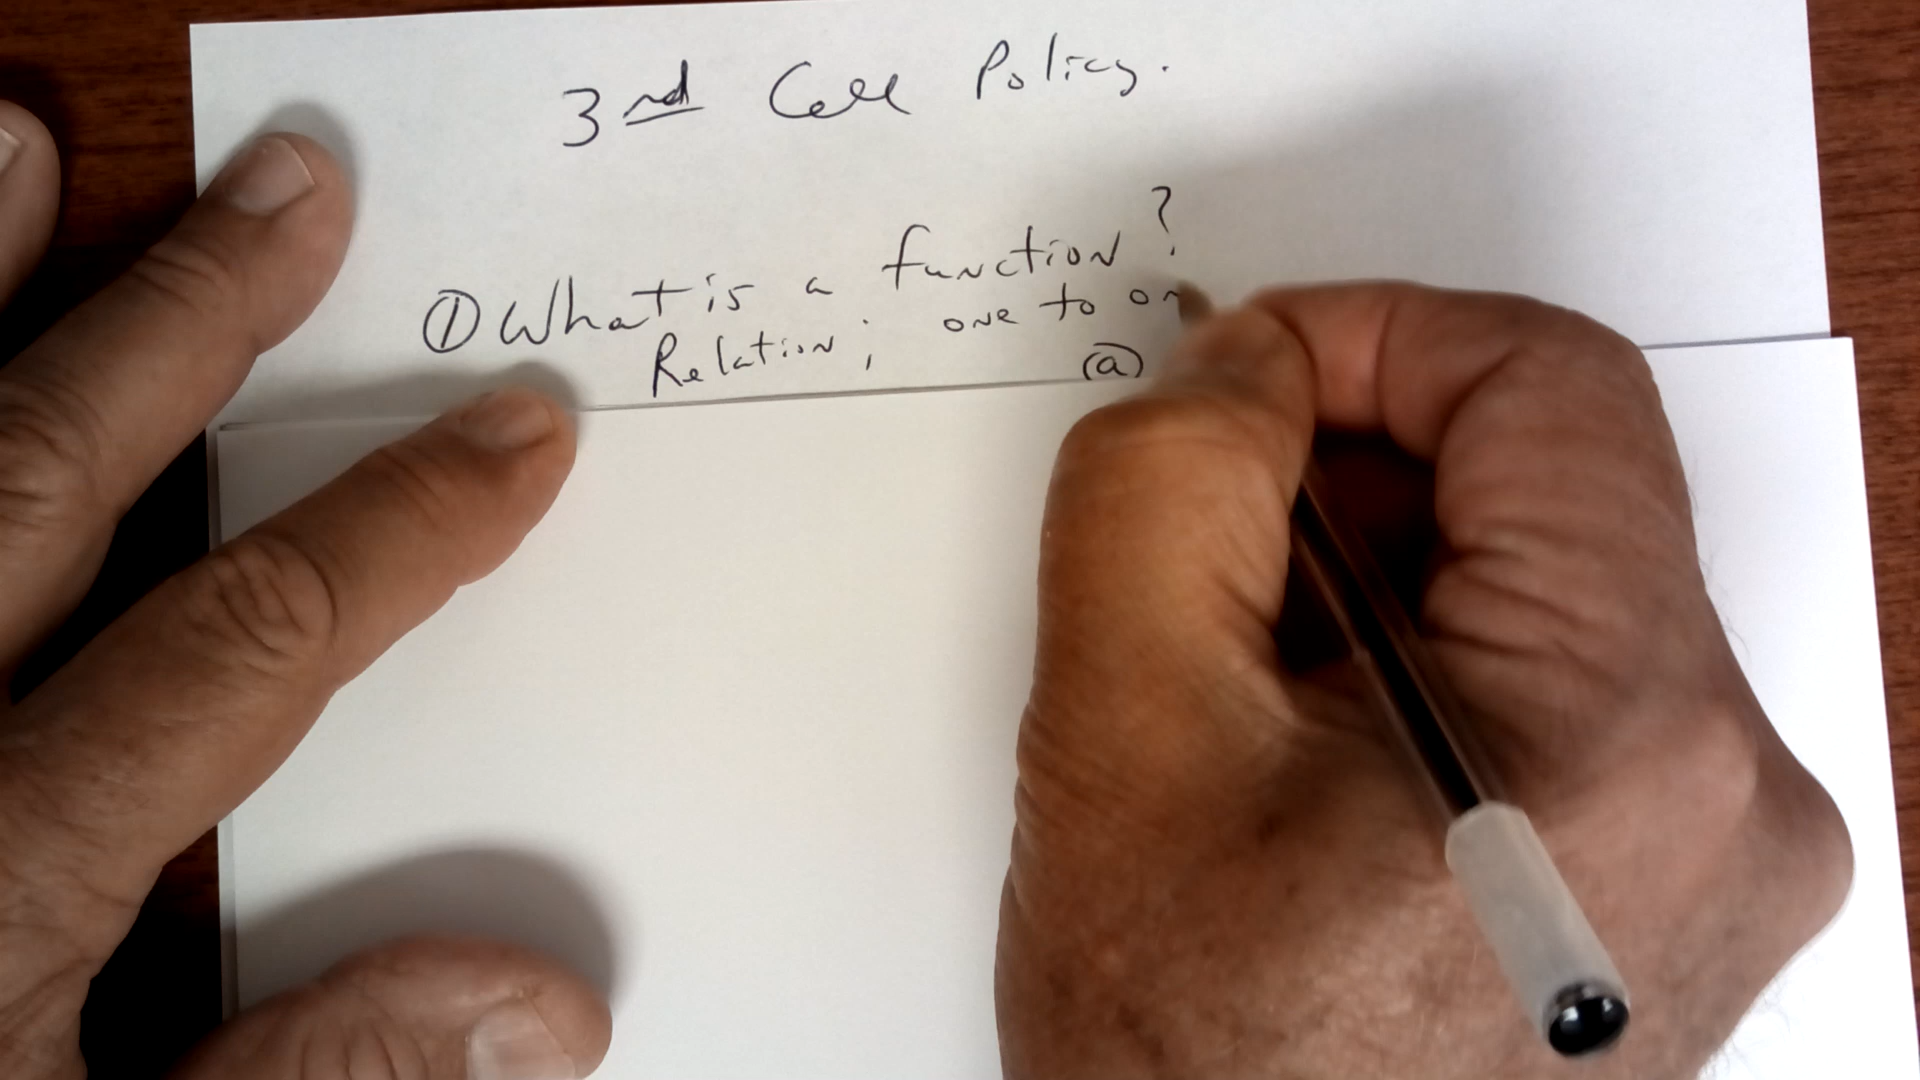 3rd Cell Policy.
① What is a function?
Relation; one to on
(a)